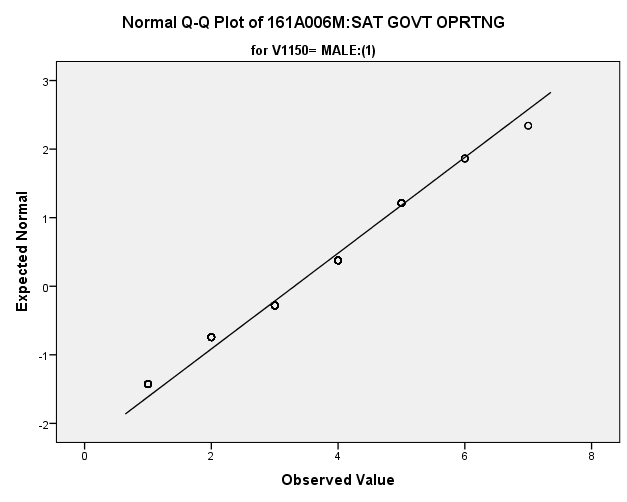 Normal Q-Q Plot of 161A006M:SAT GOVT OPRTNG
for V1150= MALE:(1)
Expected Normal
3
2
1
0
-1
-2
0 2 4 6 8
Observed Value